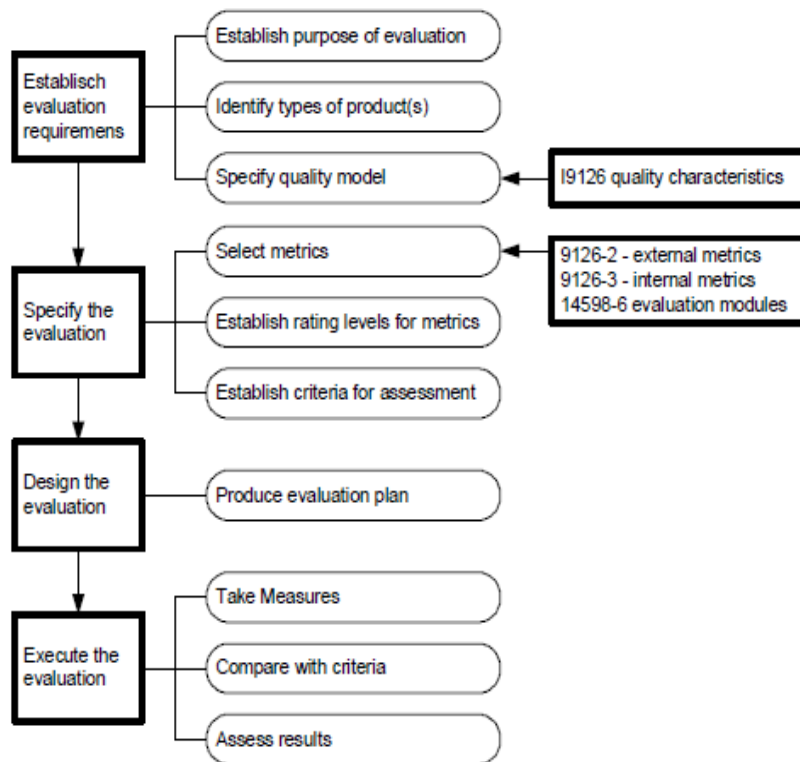 Establish purpose of evaluation
Establisch
evaluation
requiremens
Identify types of product(s)
Specify quality model
I9126 quality characteristics
Select metrics
9126-2 - external metrics
9126-3 - internal metrics
14598-6 evaluation modules
Specify the
evaluation
Establish rating levels for metrics
Establish criteria for assessment
Design the
evaluation
Produce evaluation plan
Take Measures
Execute the
evaluation
Compare with criteria
Assess results